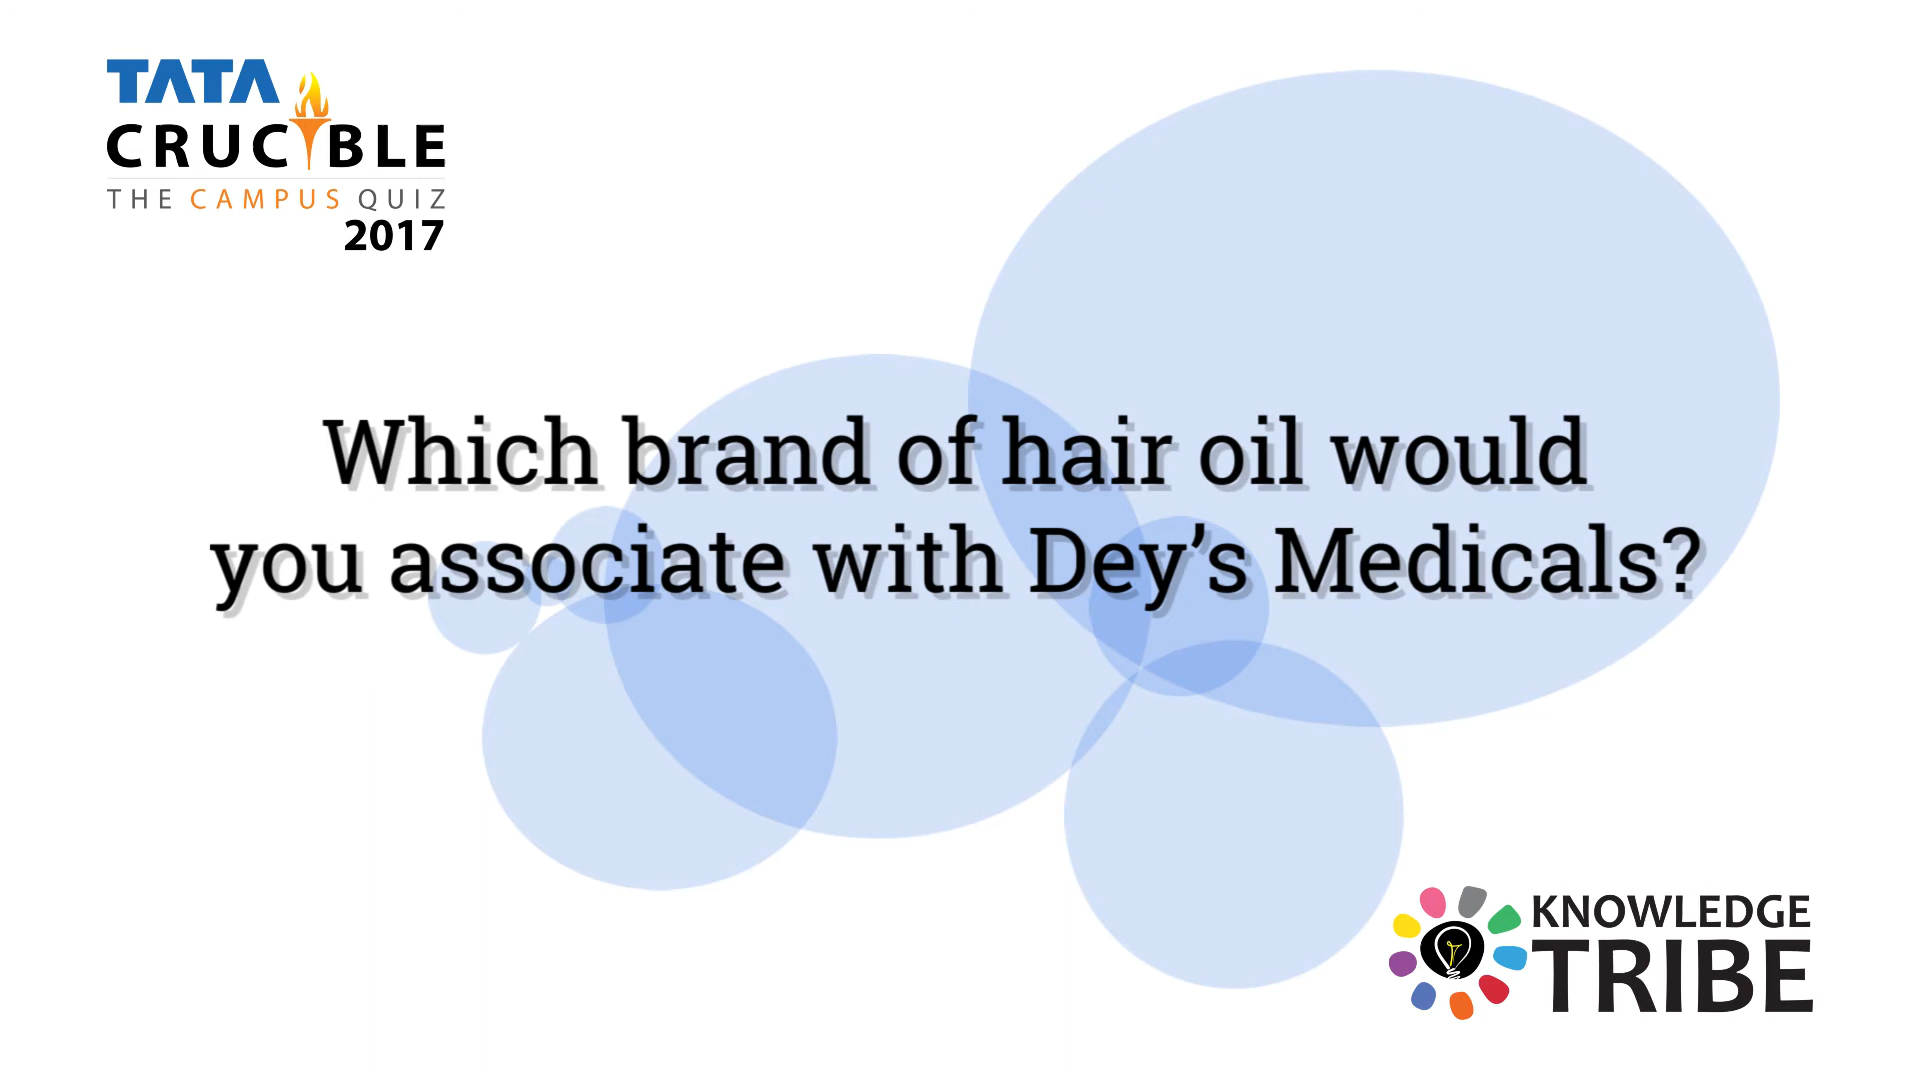 TATA
CRUCIBLE
THE CAMPUS QUIZ
2017
Which brand of hair oil would
you associate with Dey’s Medicals?
KNOWLEDGE
TRIBE